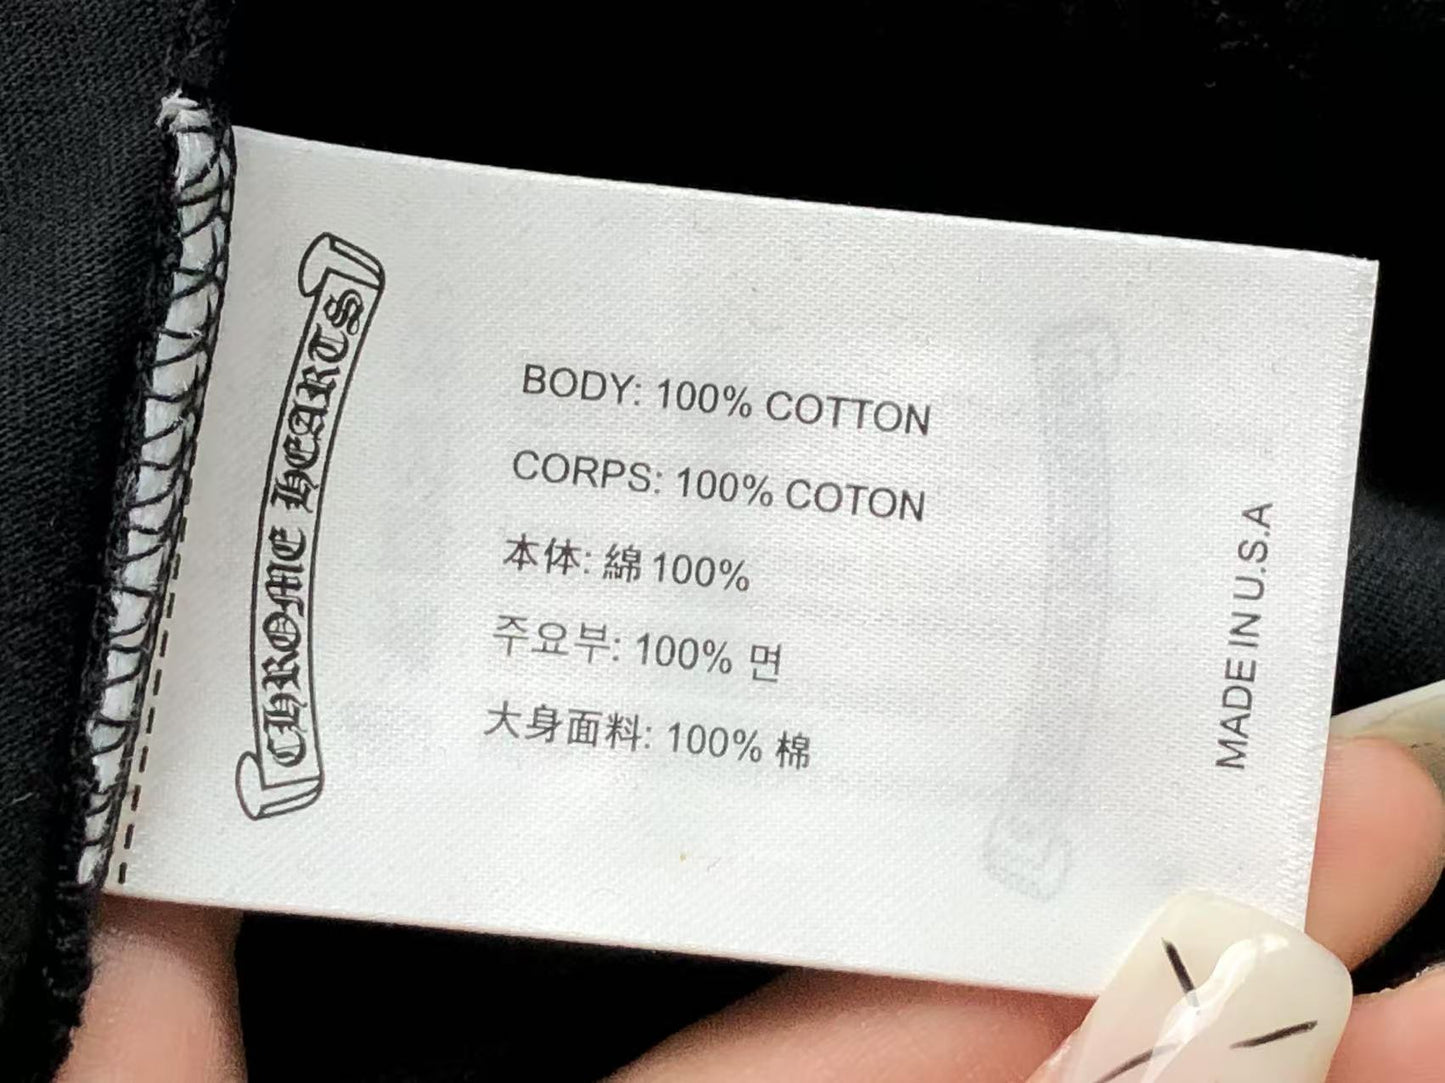 CHROME HEARTS
BODY: 100% COTTON
CORPS: 100% COTON
本体: 綿 100%
주요부: 100% 면
大身面料: 100% 棉
MADE IN U.S.A